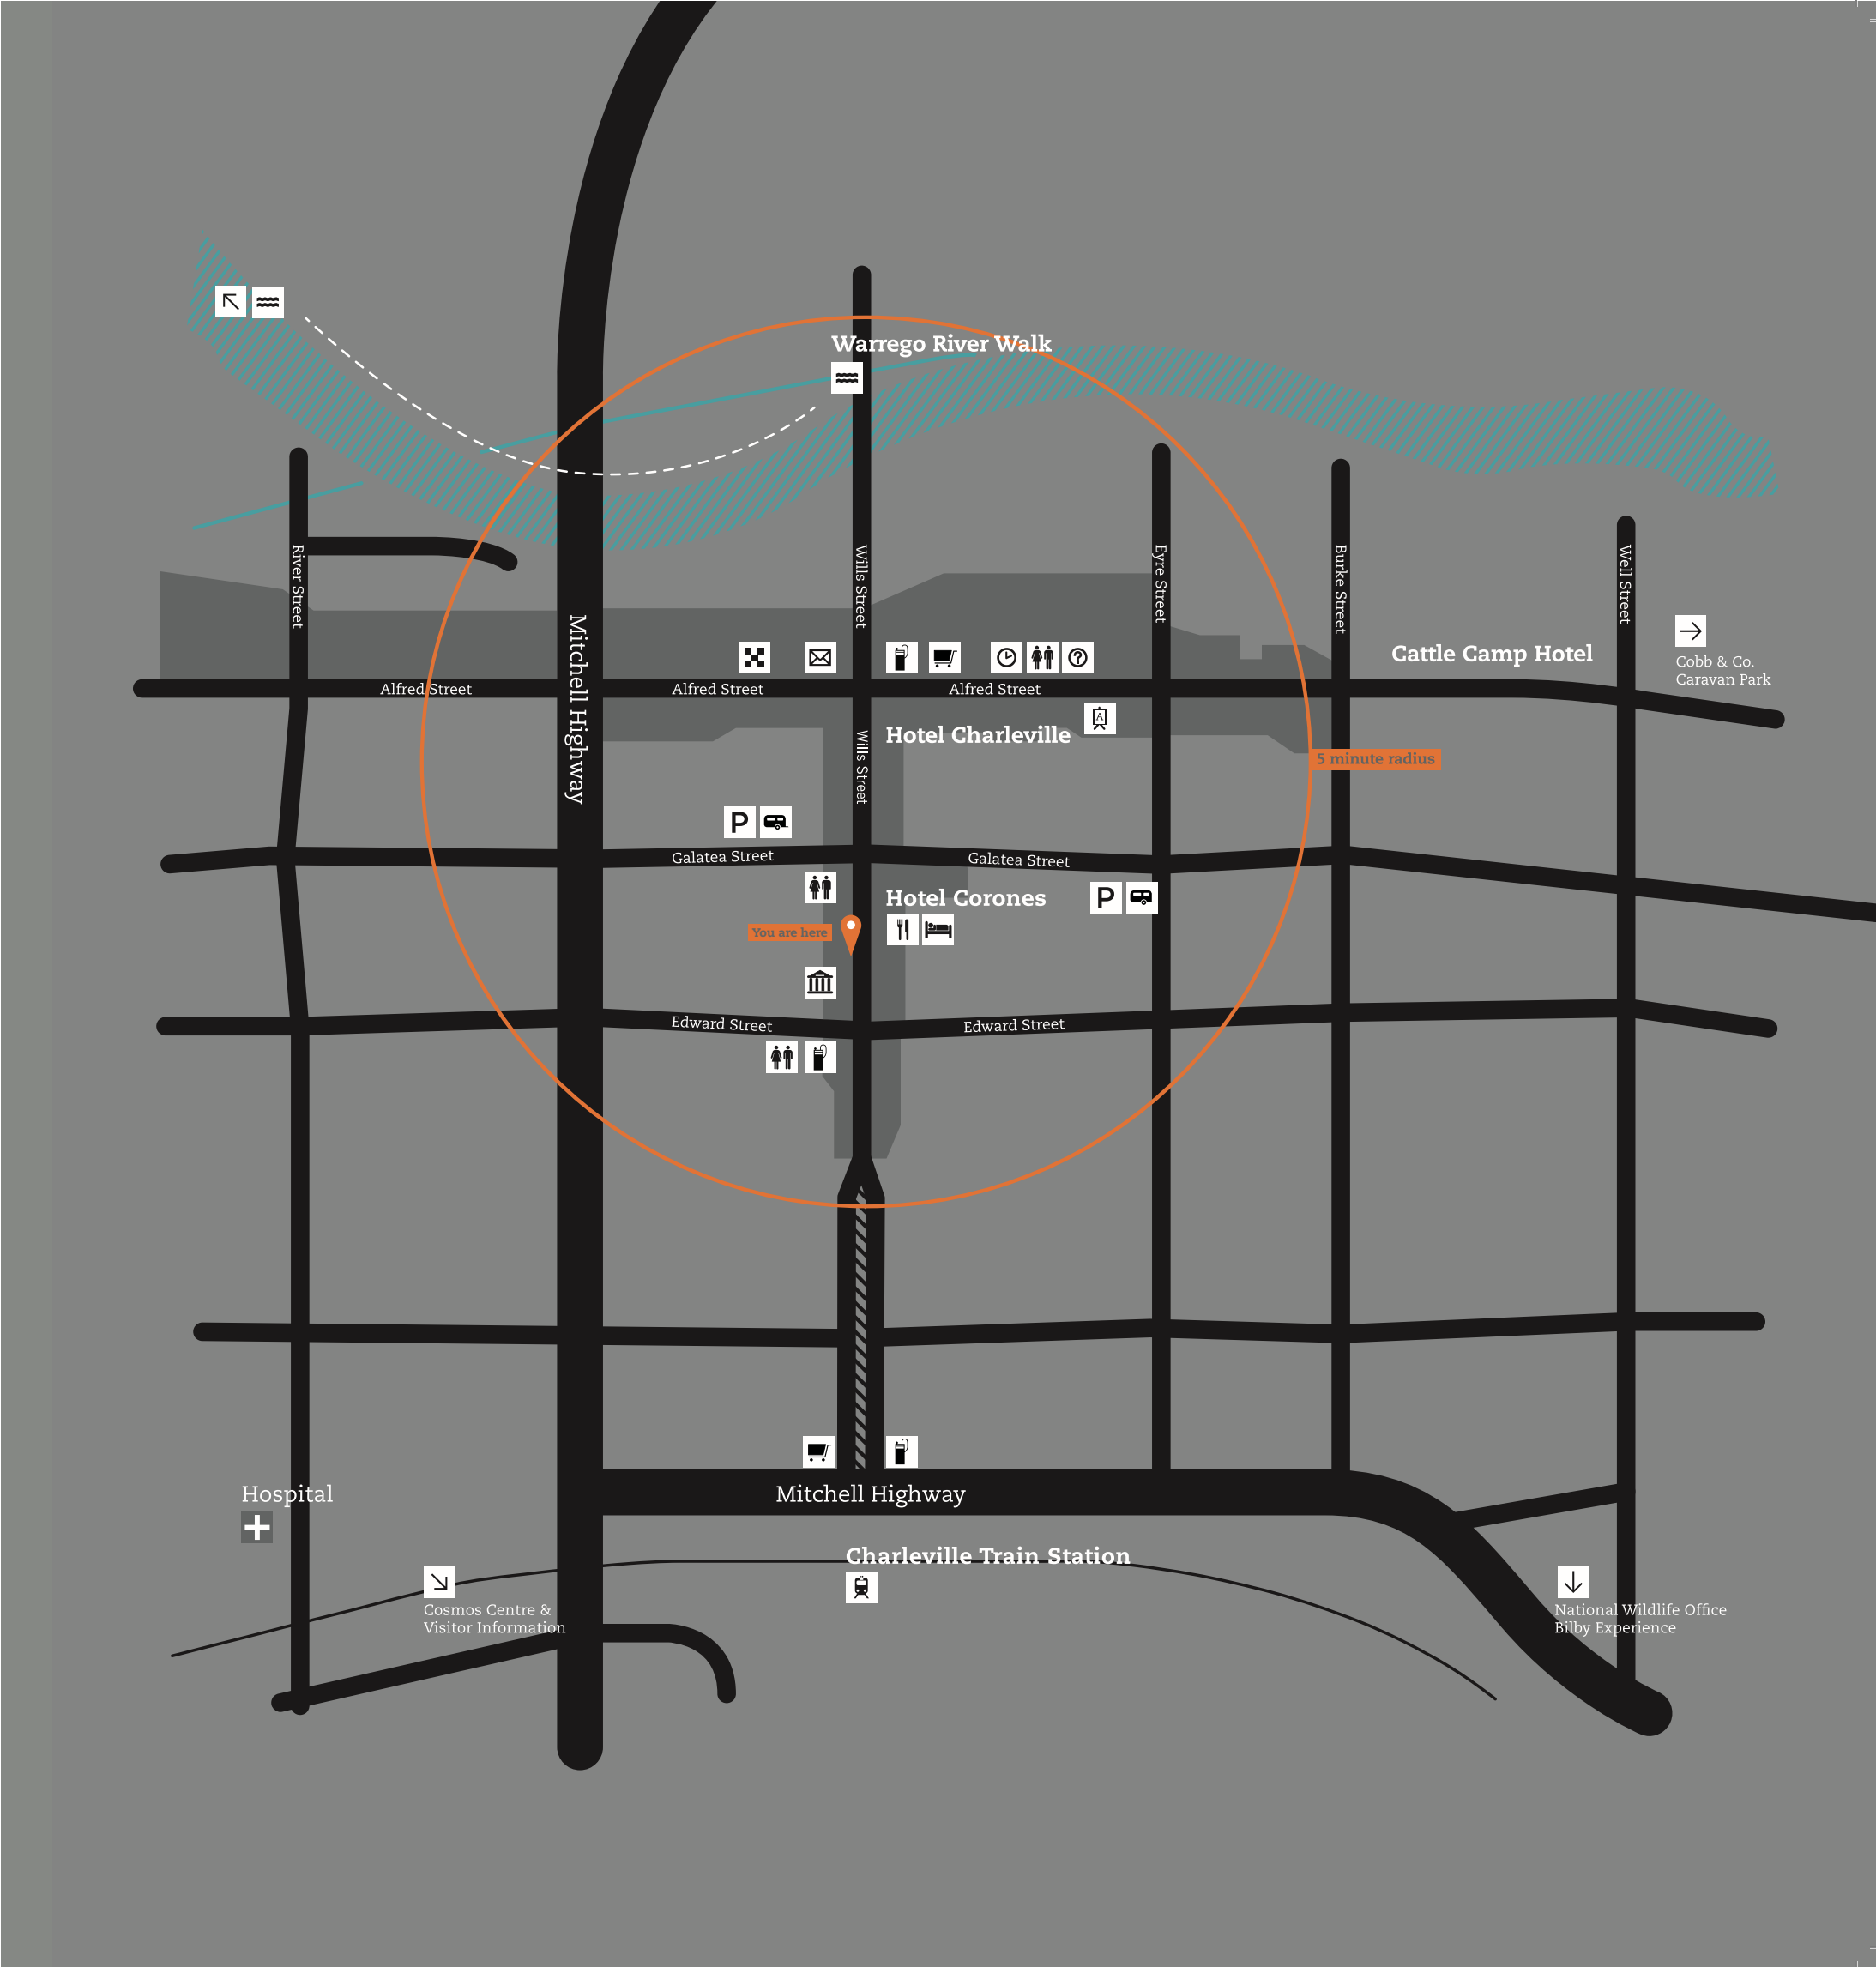 Warrego River Walk
River Street
Wills Street
Eyre Street
Burke Street
Well Street
Mitchell Highway
Cattle Camp Hotel
Cobb & Co.
Caravan Park
Alfred Street
Alfred Street
Alfred Street
A
Hotel Charleville
Wills Street
5 minute radius
P
Galatea Street
Galatea Street
Hotel Corones
P
You are here
Edward Street
Edward Street
Hospital
Mitchell Highway
Charleville Train Station
Cosmos Centre &
Visitor Information
National Wildlife Office
Bilby Experience